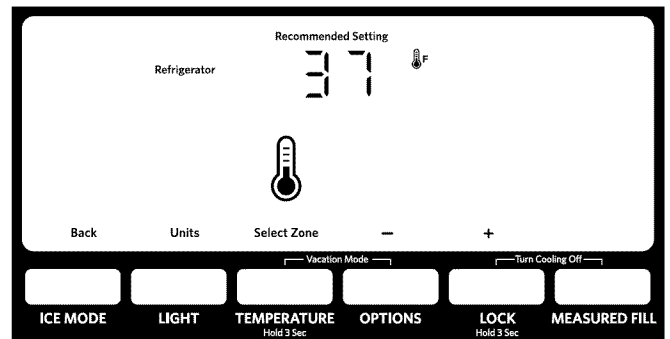 Recommended Setting
Refrigerator 37 F
Back Units Select Zone – +
Vacation Mode Turn Cooling Off
ICE MODE LIGHT TEMPERATURE OPTIONS LOCK MEASURED FILL
Hold 3 Sec Hold 3 Sec